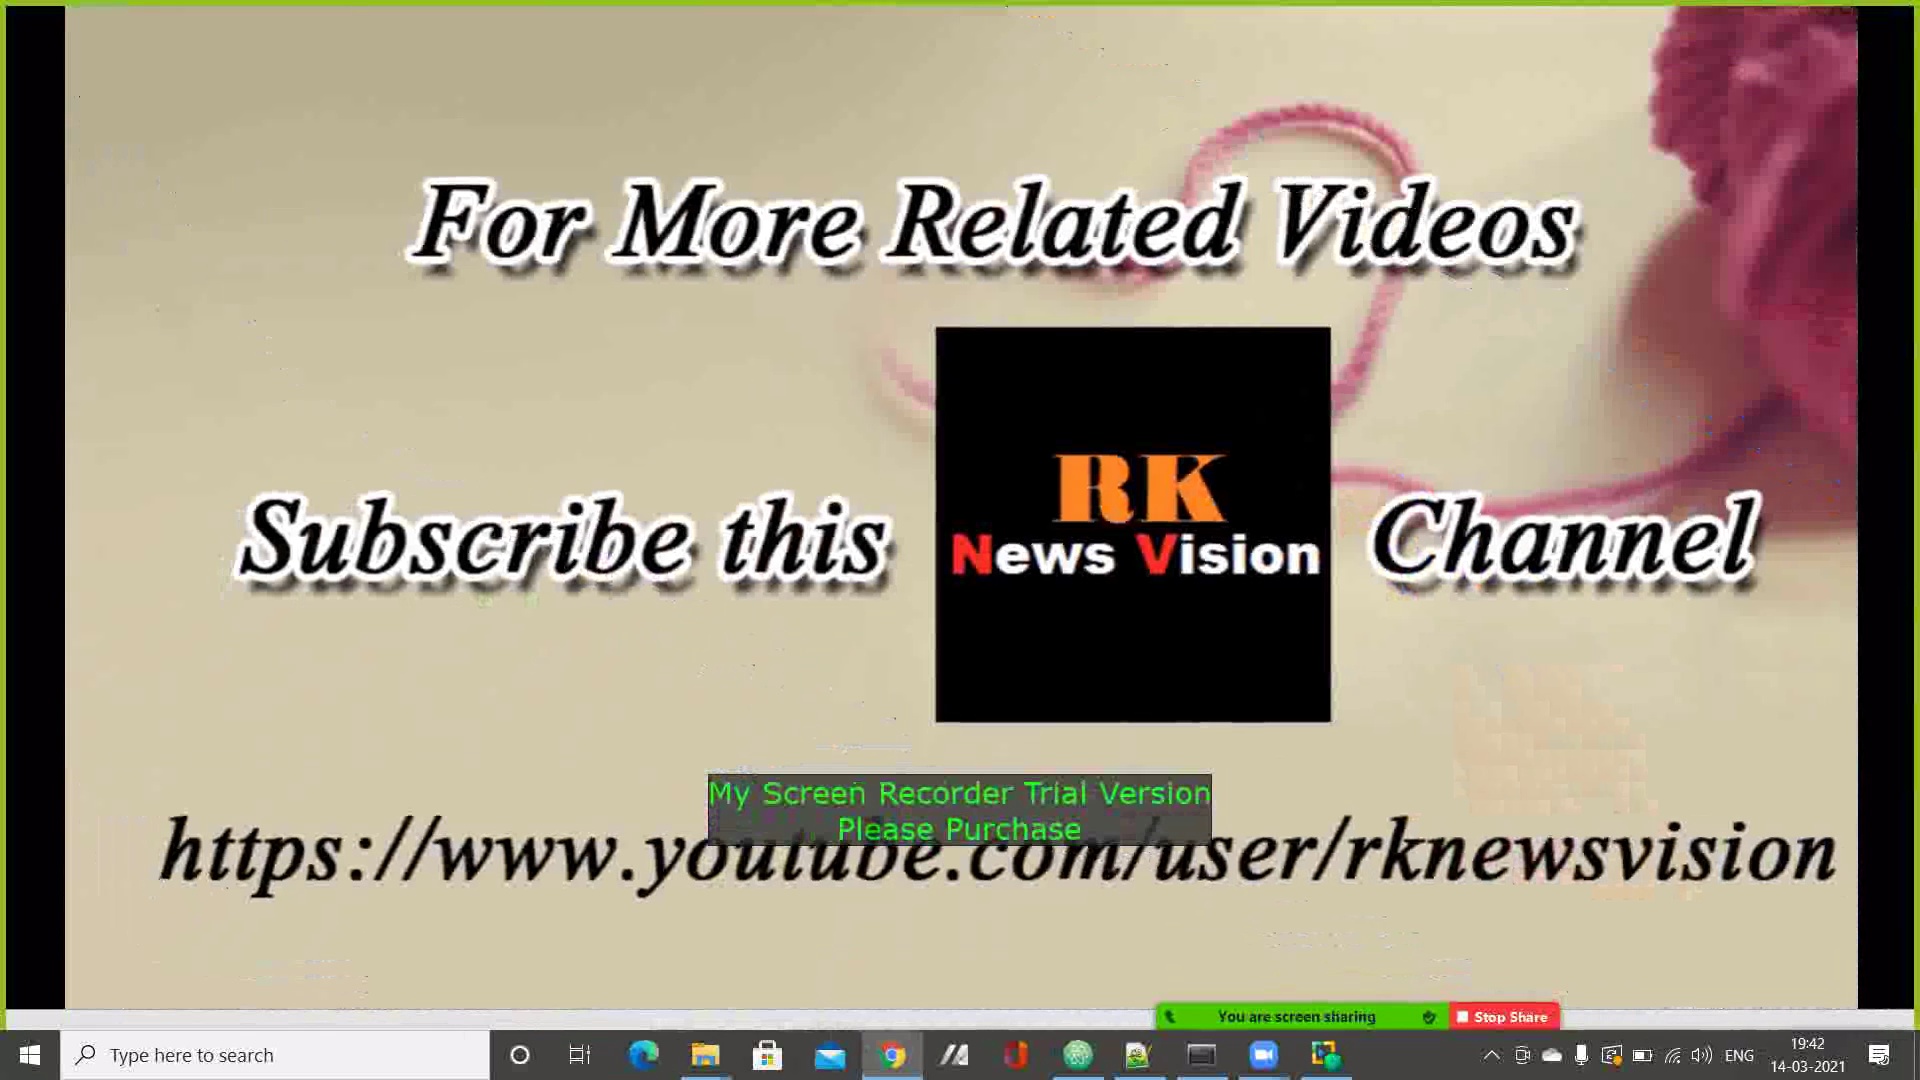 For More Related Videos
Subscribe this
RK
News Vision
Channel
My Screen Recorder Trial Version
Please Purchase
https://www.youtube.com/user/rknewsvision
You are screen sharing
Stop Share
Type here to search
ENG
19:42
14-03-2021